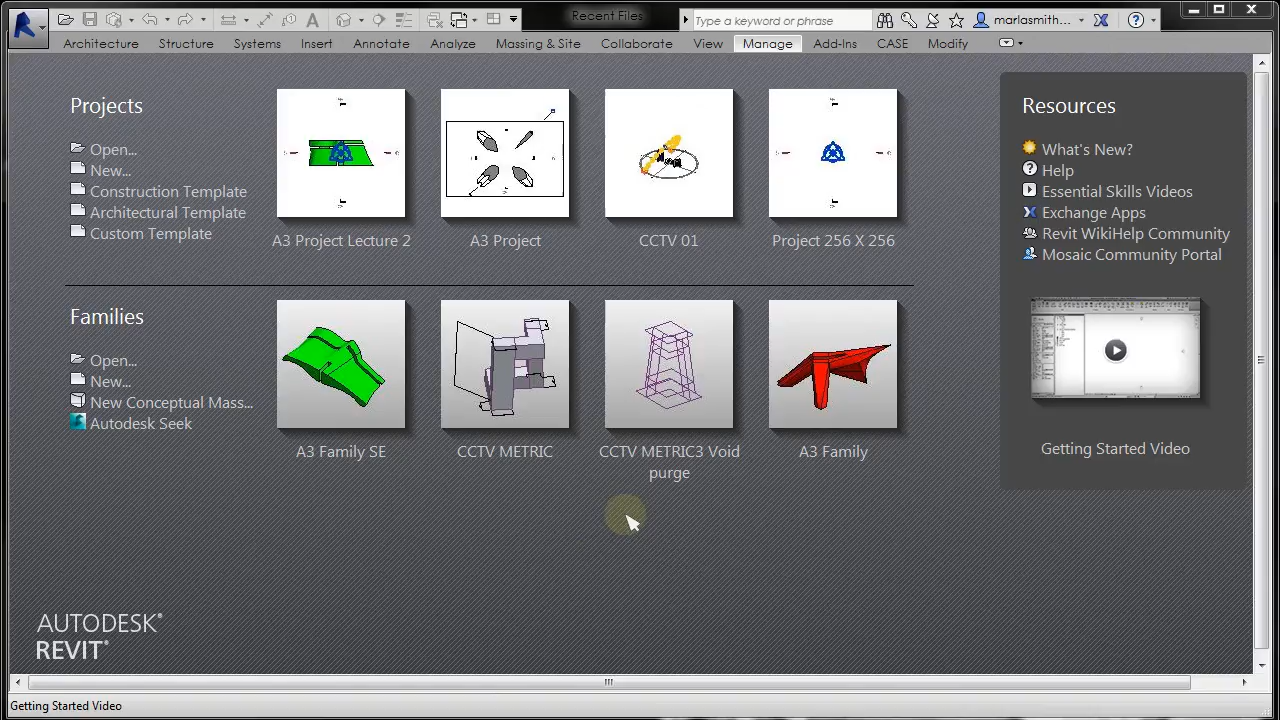 Recent Files
Type a keyword or phrase
marlasmith...
Architecture
Structure
Systems
Insert
Annotate
Analyze
Massing & Site
Collaborate
View
Manage
Add-Ins
CASE
Modify
Projects
Open...
New...
Construction Template
Architectural Template
Custom Template
A3 Project Lecture 2
A3 Project
CCTV 01
Project 256 X 256
Resources
What's New?
Help
Essential Skills Videos
Exchange Apps
Revit WikiHelp Community
Mosaic Community Portal
Getting Started Video
Families
Open...
New...
New Conceptual Mass...
Autodesk Seek
A3 Family SE
CCTV METRIC
CCTV METRIC3 Void
purge
A3 Family
AUTODESK®
REVIT®
Getting Started Video